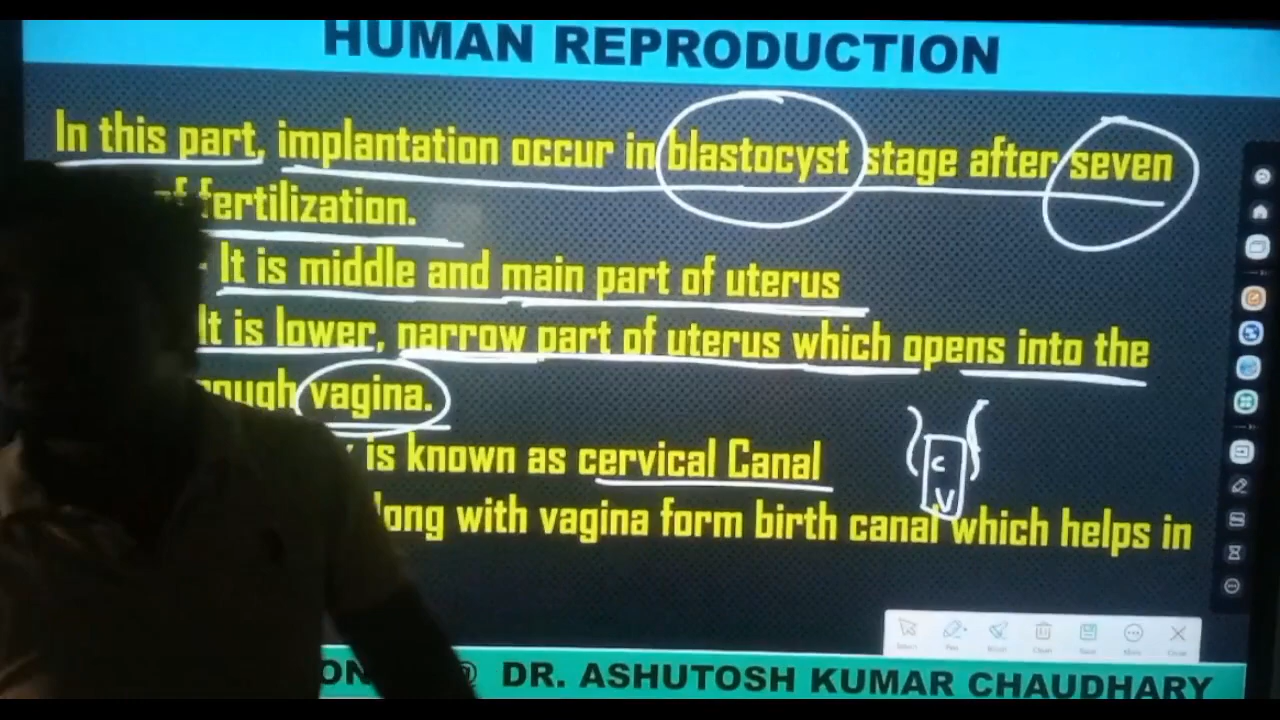 HUMAN REPRODUCTION
In this part, implantation occur in blastocyst stage after seven
of fertilization.
It is middle and main part of uterus
It is lower, narrow part of uterus which opens into the
vagina.
is known as cervical Canal
C
V
with vagina form birth canal which helps in
@ DR. ASHUTOSH KUMAR CHAUDHARY